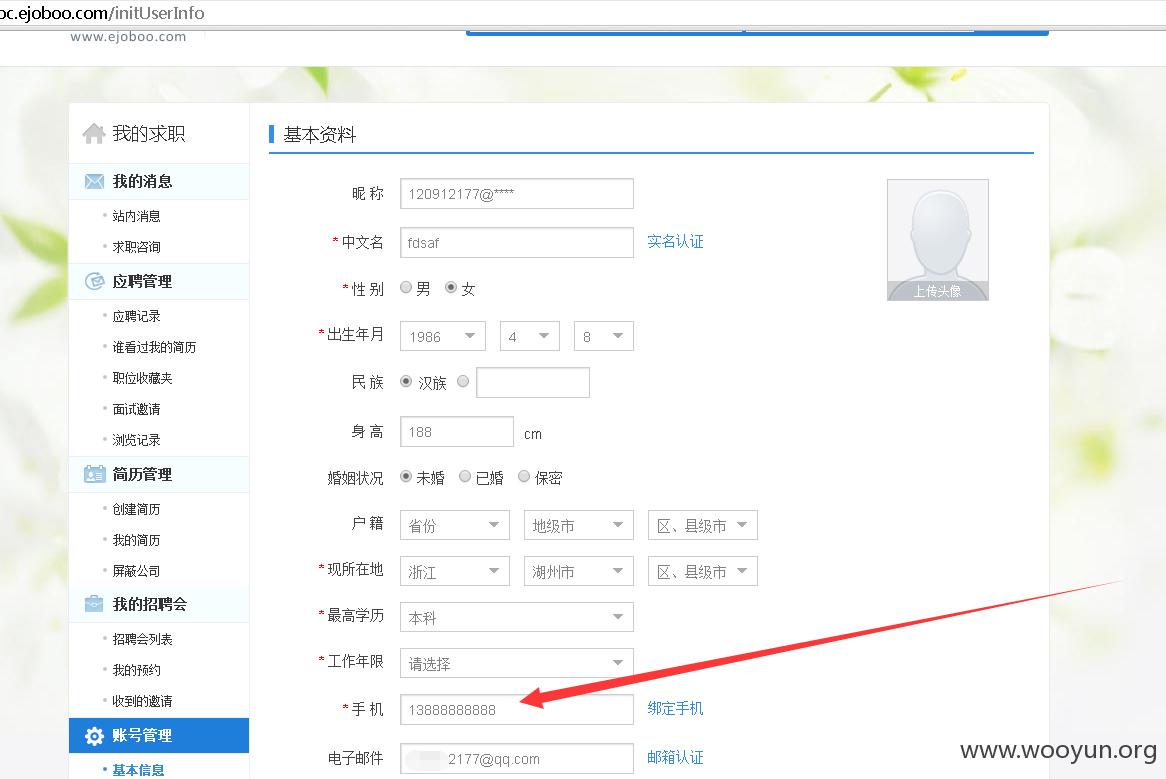 oc.ejoboo.com/initUserInfo
www.ejoboo.com
我的求职
我的消息
站内消息
求职咨询
应聘管理
应聘记录
谁看过我的简历
职位收藏夹
面试邀请
浏览记录
简历管理
创建简历
我的简历
屏蔽公司
我的招聘会
招聘会列表
我的预约
收到的邀请
账号管理
基本信息
基本资料
昵 称 120912177@****
*中文名 fdsaf 实名认证
*性 别 男 女
*出生年月 1986 4 8
民 族 汉族
身 高 188 cm
婚姻状况 未婚 已婚 保密
户 籍 省份 地级市 区、县级市
*现所在地 浙江 湖州市 区、县级市
*最高学历 本科
*工作年限 请选择
*手 机 13888888888 绑定手机
电子邮件 2177@qq.com 邮箱认证
上传头像
www.wooyun.org